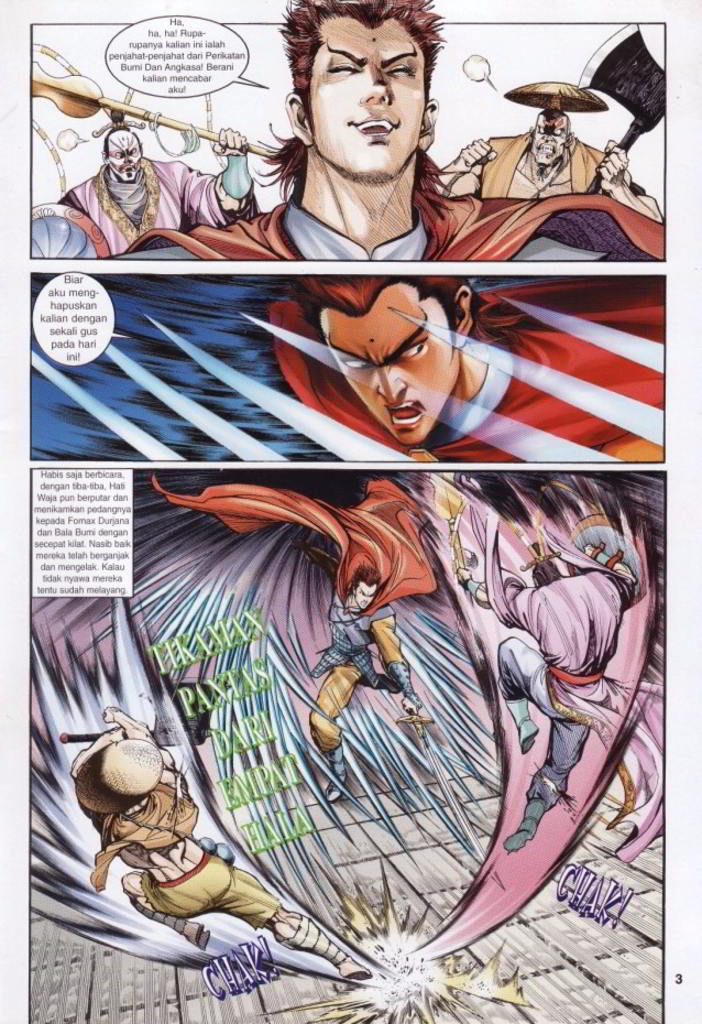 Ha,
ha, ha! Rupa-
rupanya kalian ini ialah
penjahat-penjahat dari Perikatan
Bumi Dan Angkasa! Berani
kalian mencabar
aku!
Biar
aku meng-
hapuskan
kalian dengan
sekali gus
pada hari
ini!
Habis saja berbicara,
dengan tiba-tiba, Hati
Waja pun berputar dan
menikamkan pedangnya
kepada Fomax Durjana
dan Bala Bumi dengan
secepat kilat. Nasib baik
mereka telah berganjak
dan mengelak. Kalau
tidak nyawa mereka
tentu sudah melayang.
TIKAMAN
PANTAS
DARI
EMPAT
HALA
CHAK!
CHAK!
3